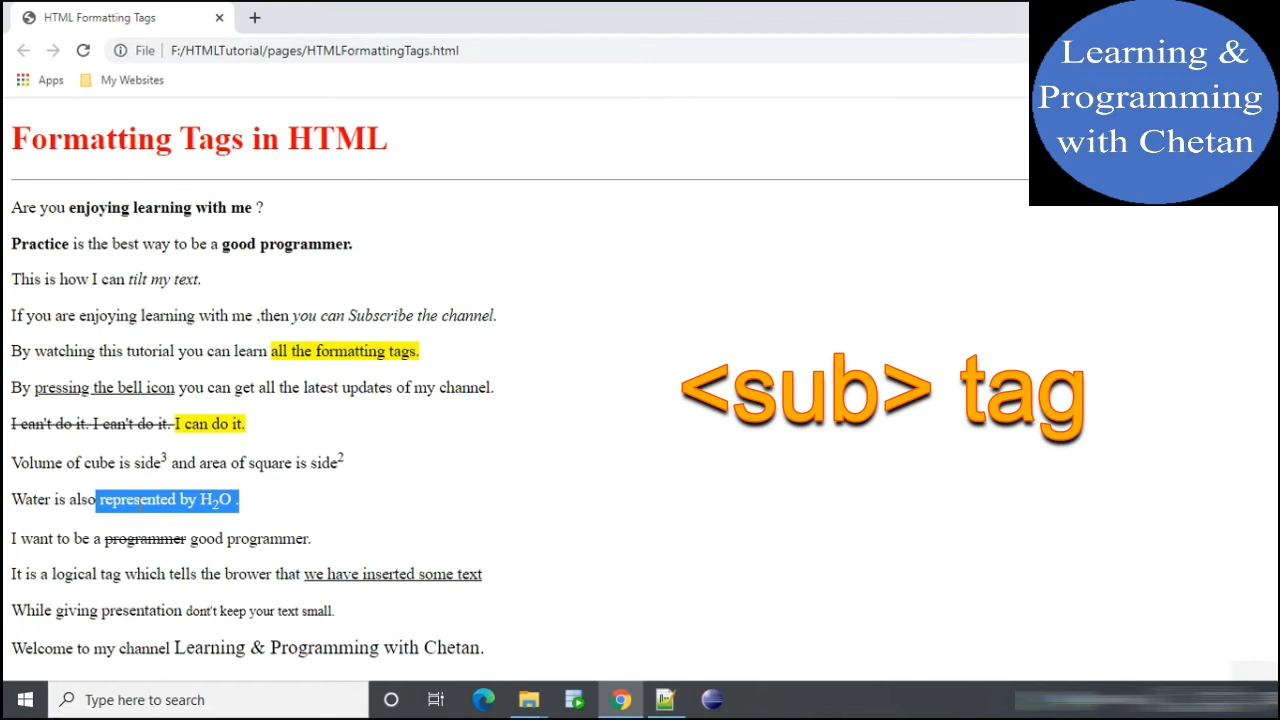 HTML Formatting Tags
File F:/HTMLTutorial/pages/HTMLFormattingTags.html
Apps My Websites
Learning &
Programming
with Chetan
Formatting Tags in HTML
Are you enjoying learning with me ?
Practice is the best way to be a good programmer.
This is how I can tilt my text.
If you are enjoying learning with me ,then you can Subscribe the channel.
By watching this tutorial you can learn all the formatting tags.
By pressing the bell icon you can get all the latest updates of my channel.
I can't do it. I can't do it. I can do it.
Volume of cube is side³ and area of square is side²
Water is also represented by H₂O .
I want to be a programmer good programmer.
It is a logical tag which tells the brower that we have inserted some text
While giving presentation dont't keep your text small.
Welcome to my channel Learning & Programming with Chetan.
<sub> tag
Type here to search